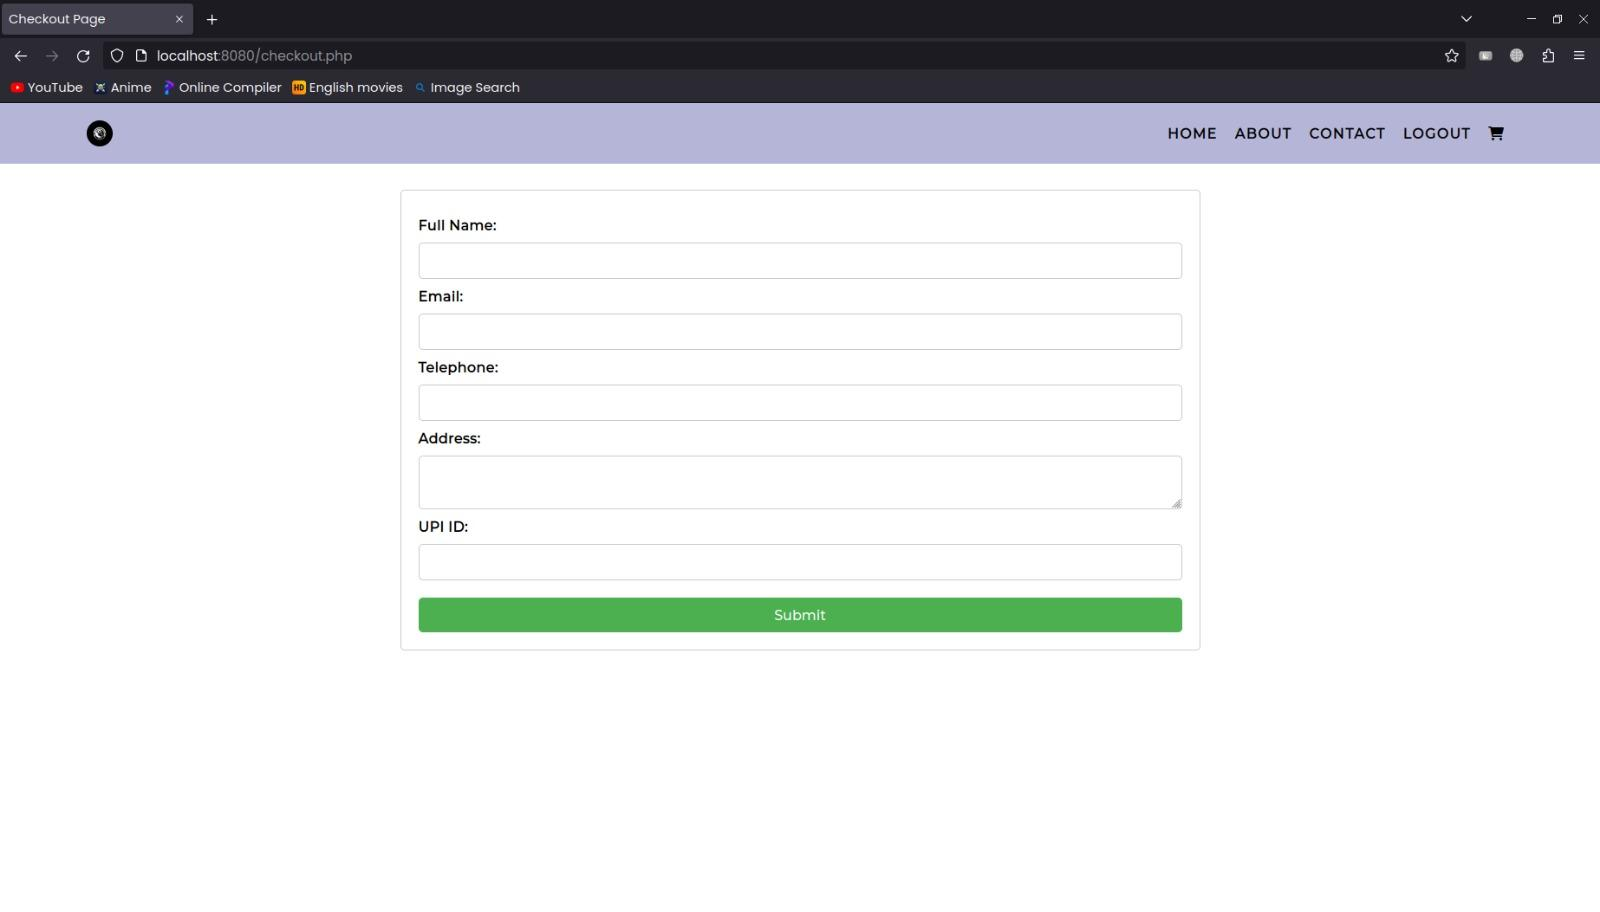 Checkout Page
localhost:8080/checkout.php
YouTube Anime Online Compiler HD English movies Image Search
HOME ABOUT CONTACT LOGOUT
Full Name:
Email:
Telephone:
Address:
UPI ID:
Submit